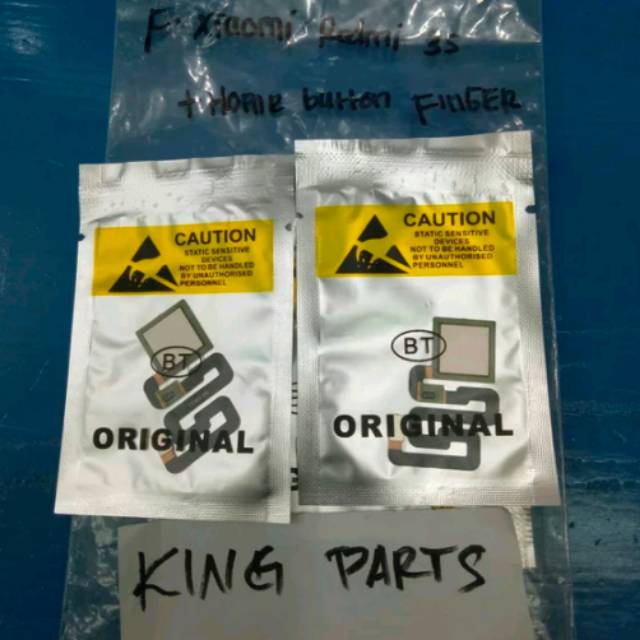 F. Xiaomi Redmi 3S
+ Home button FINGER
CAUTION
STATIC SENSITIVE
DEVICES
NOT TO BE HANDLED
BY UNAUTHORISED
PERSONNEL
BT
ORIGINAL
CAUTION
STATIC SENSITIVE
DEVICES
NOT TO BE HANDLED
BY UNAUTHORISED
PERSONNEL
BT
ORIGINAL
KING PARTS